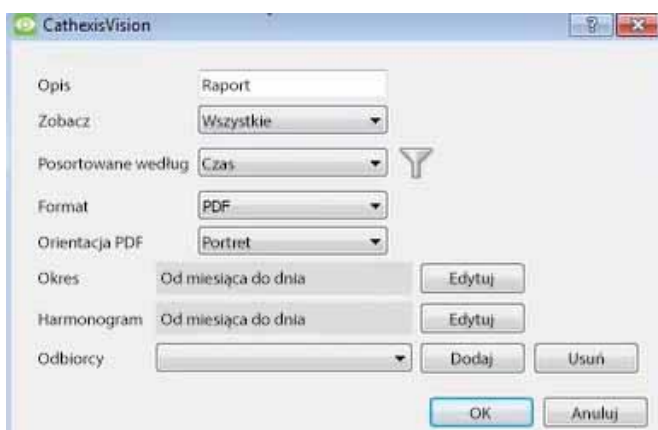 CathexisVision
Opis Raport
Zobacz Wszystkie
Posortowane według Czas
Format PDF
Orientacja PDF Portret
Okres Od miesiąca do dnia Edytuj
Harmonogram Od miesiąca do dnia Edytuj
Odbiorcy Dodaj Usuń
OK Anuluj